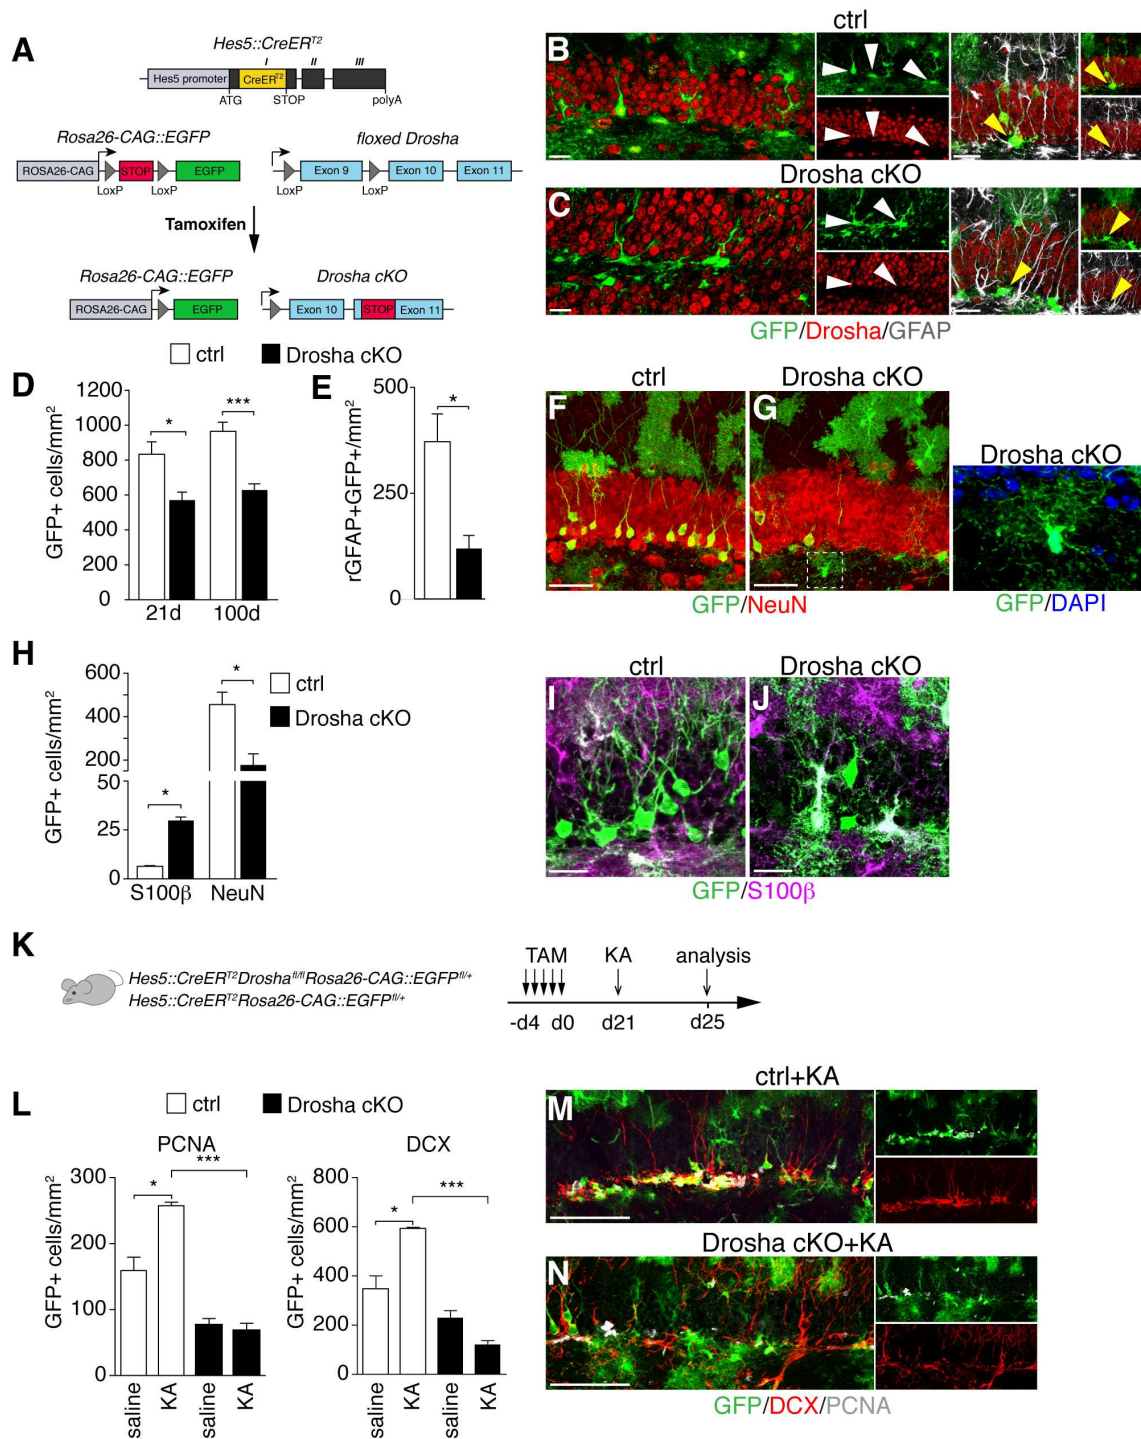 A
Hes5::CreERT2
I II III
Hes5 promoter CreERT2
ATG STOP polyA
Rosa26-CAG::EGFP floxed Drosha
ROSA26-CAG STOP EGFP Exon 9 Exon 10 Exon 11
LoxP LoxP LoxP LoxP
Tamoxifen
Rosa26-CAG::EGFP Drosha cKO
ROSA26-CAG EGFP Exon 10 STOP Exon 11
ctrl
B
Drosha cKO
C
GFP/Drosha/GFAP
ctrl Drosha cKO
D
GFP+ cells/mm2
1200
1000
800
600
400
200
0
* ***
21d 100d
E
rGFAP+GFP+/mm2
500
250
0
*
ctrl Drosha cKO
F G
GFP/NeuN
Drosha cKO
GFP/DAPI
H
GFP+ cells/mm2
600
400
200
50
25
0
* *
S100β NeuN
ctrl
Drosha cKO
ctrl Drosha cKO
I J
GFP/S100β
K
Hes5::CreERT2Droshafl/flRosa26-CAG::EGFPfl/+
Hes5::CreERT2Rosa26-CAG::EGFPfl/+
TAM KA analysis
-d4 d0 d21 d25
L
ctrl Drosha cKO
PCNA
GFP+ cells/mm2
300
200
100
0
* ***
saline KA saline KA
DCX
GFP+ cells/mm2
800
600
400
200
0
* ***
saline KA saline KA
ctrl+KA
M
Drosha cKO+KA
N
GFP/DCX/PCNA